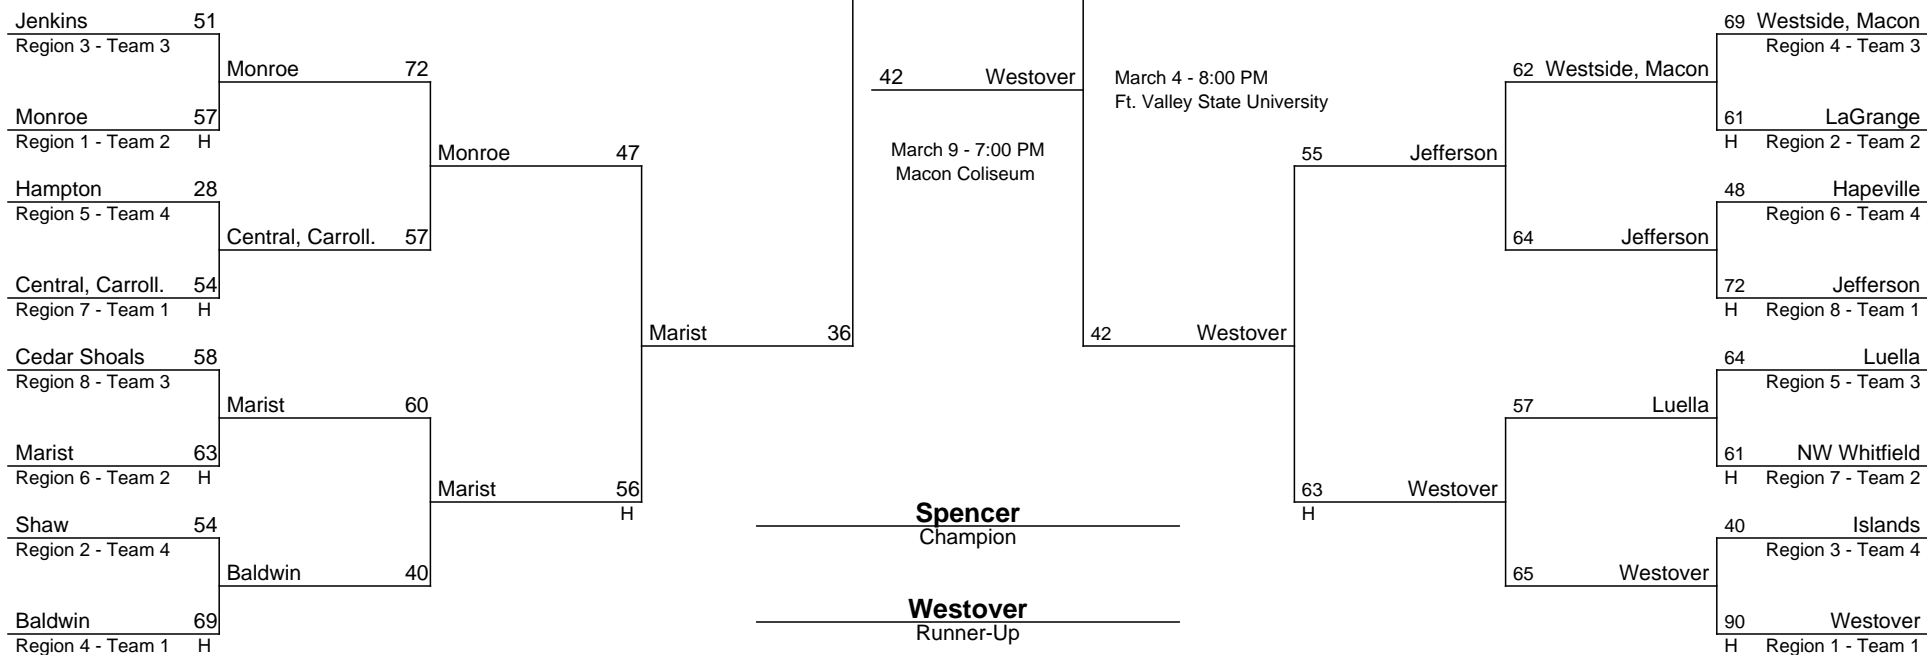 Jenkins 51
Region 3 - Team 3
Monroe 72
Monroe 57
Region 1 - Team 2 H
Monroe 47
Hampton 28
Region 5 - Team 4
Central, Carroll. 57
Central, Carroll. 54
Region 7 - Team 1 H
Marist 36
Cedar Shoals 58
Region 8 - Team 3
Marist 60
Marist 63
Region 6 - Team 2 H
Marist 56
H
Shaw 54
Region 2 - Team 4
Baldwin 40
Baldwin 69
Region 4 - Team 1 H
42 Westover
March 9 - 7:00 PM
Macon Coliseum
March 4 - 8:00 PM
Ft. Valley State University
42 Westover
Spencer
Champion
Westover
Runner-Up
69 Westside, Macon
Region 4 - Team 3
62 Westside, Macon
61 LaGrange
H Region 2 - Team 2
55 Jefferson
48 Hapeville
Region 6 - Team 4
64 Jefferson
72 Jefferson
H Region 8 - Team 1
64 Luella
Region 5 - Team 3
57 Luella
61 NW Whitfield
H Region 7 - Team 2
63 Westover
H
40 Islands
Region 3 - Team 4
65 Westover
90 Westover
H Region 1 - Team 1